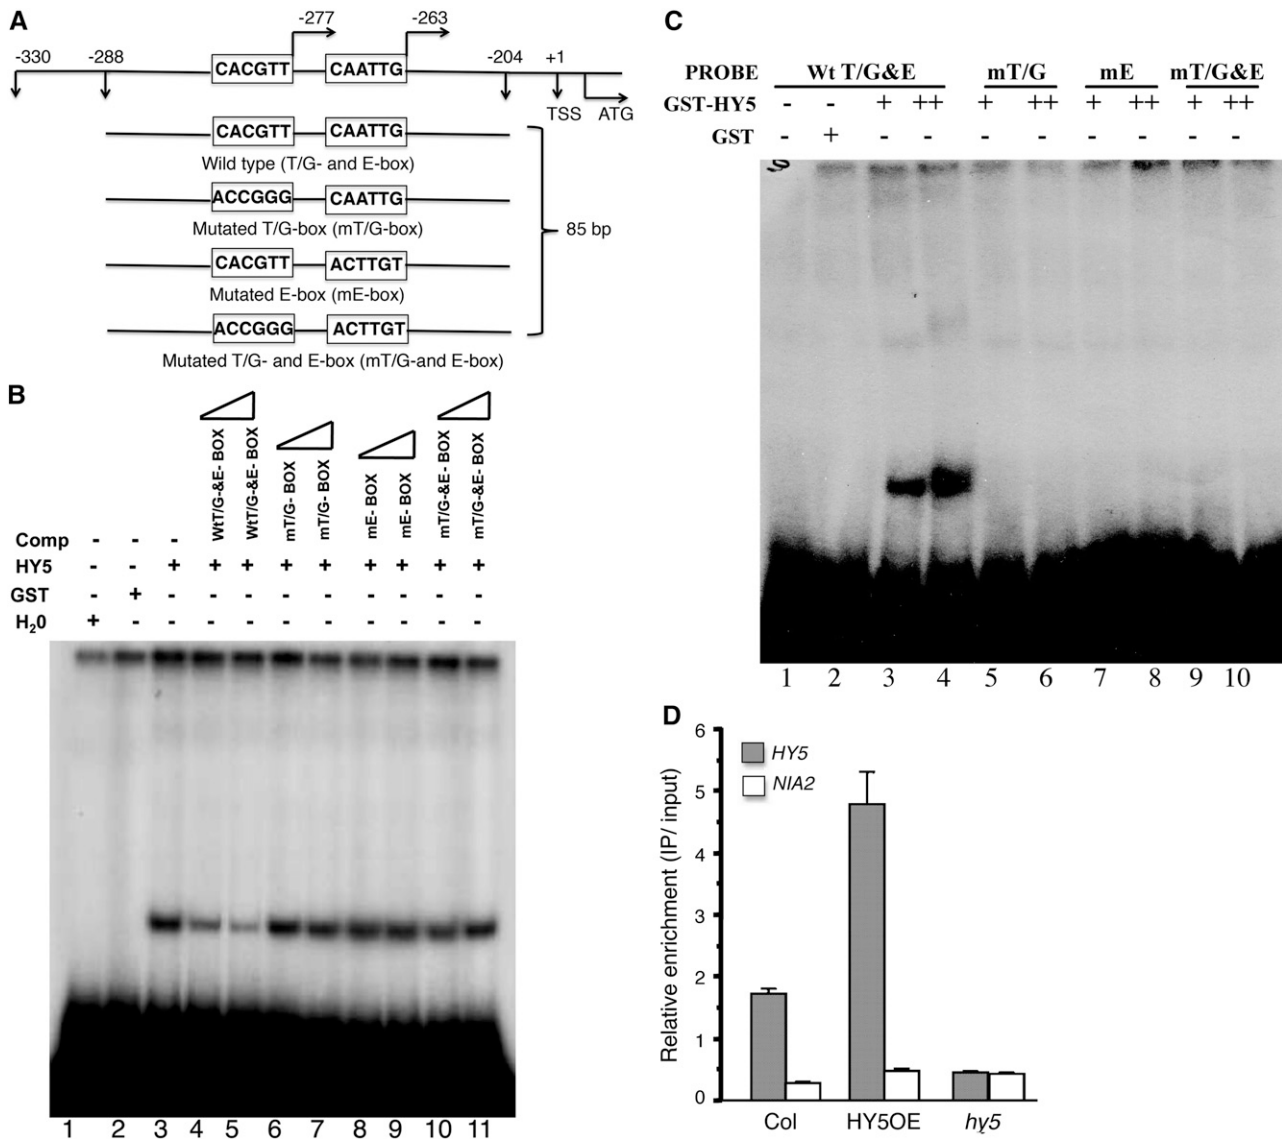 A
-277
-263
-330
-288
CACGTT
CAATTG
-204
+1
TSS
ATG
CACGTT
CAATTG
Wild type (T/G- and E-box)
ACCGGG
CAATTG
Mutated T/G-box (mT/G-box)
85 bp
CACGTT
ACTTGT
Mutated E-box (mE-box)
ACCGGG
ACTTGT
Mutated T/G- and E-box (mT/G-and E-box)
B
WtT/G-&E- BOX
WtT/G-&E- BOX
mT/G- BOX
mT/G- BOX
mE- BOX
mE- BOX
mT/G-&E- BOX
mT/G-&E- BOX
Comp - - -
HY5 - - + + + + + + + + +
GST - + - - - - - - - - -
H20 + - - - - - - - - - -
1 2 3 4 5 6 7 8 9 10 11
C
PROBE Wt T/G&E mT/G mE mT/G&E
GST-HY5 - - + ++ + ++ + ++ + ++
GST - + - - - - - - - -
1 2 3 4 5 6 7 8 9 10
D
Relative enrichment (IP/ input)
6
5
4
3
2
1
0
HY5
NIA2
Col HY5OE hy5